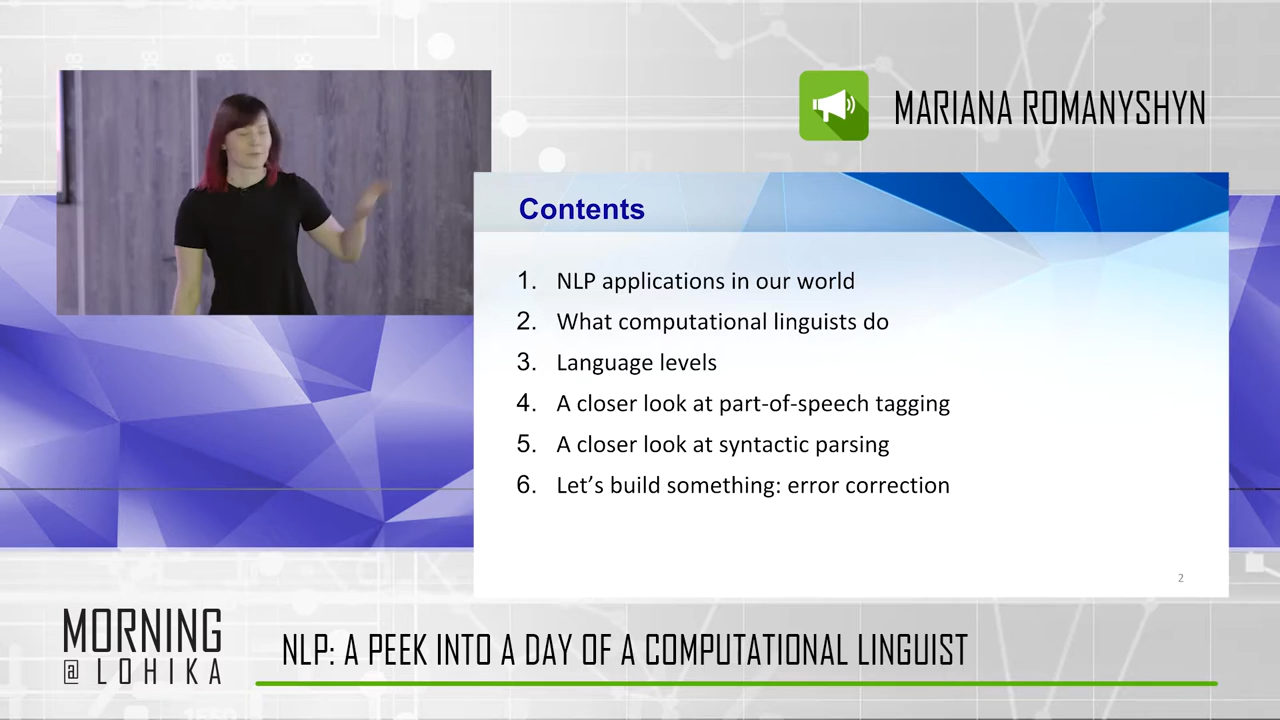 MARIANA ROMANYSHYN
Contents
1. NLP applications in our world
2. What computational linguists do
3. Language levels
4. A closer look at part-of-speech tagging
5. A closer look at syntactic parsing
6. Let’s build something: error correction
2
MORNING
@ LOHIKA
NLP: A PEEK INTO A DAY OF A COMPUTATIONAL LINGUIST